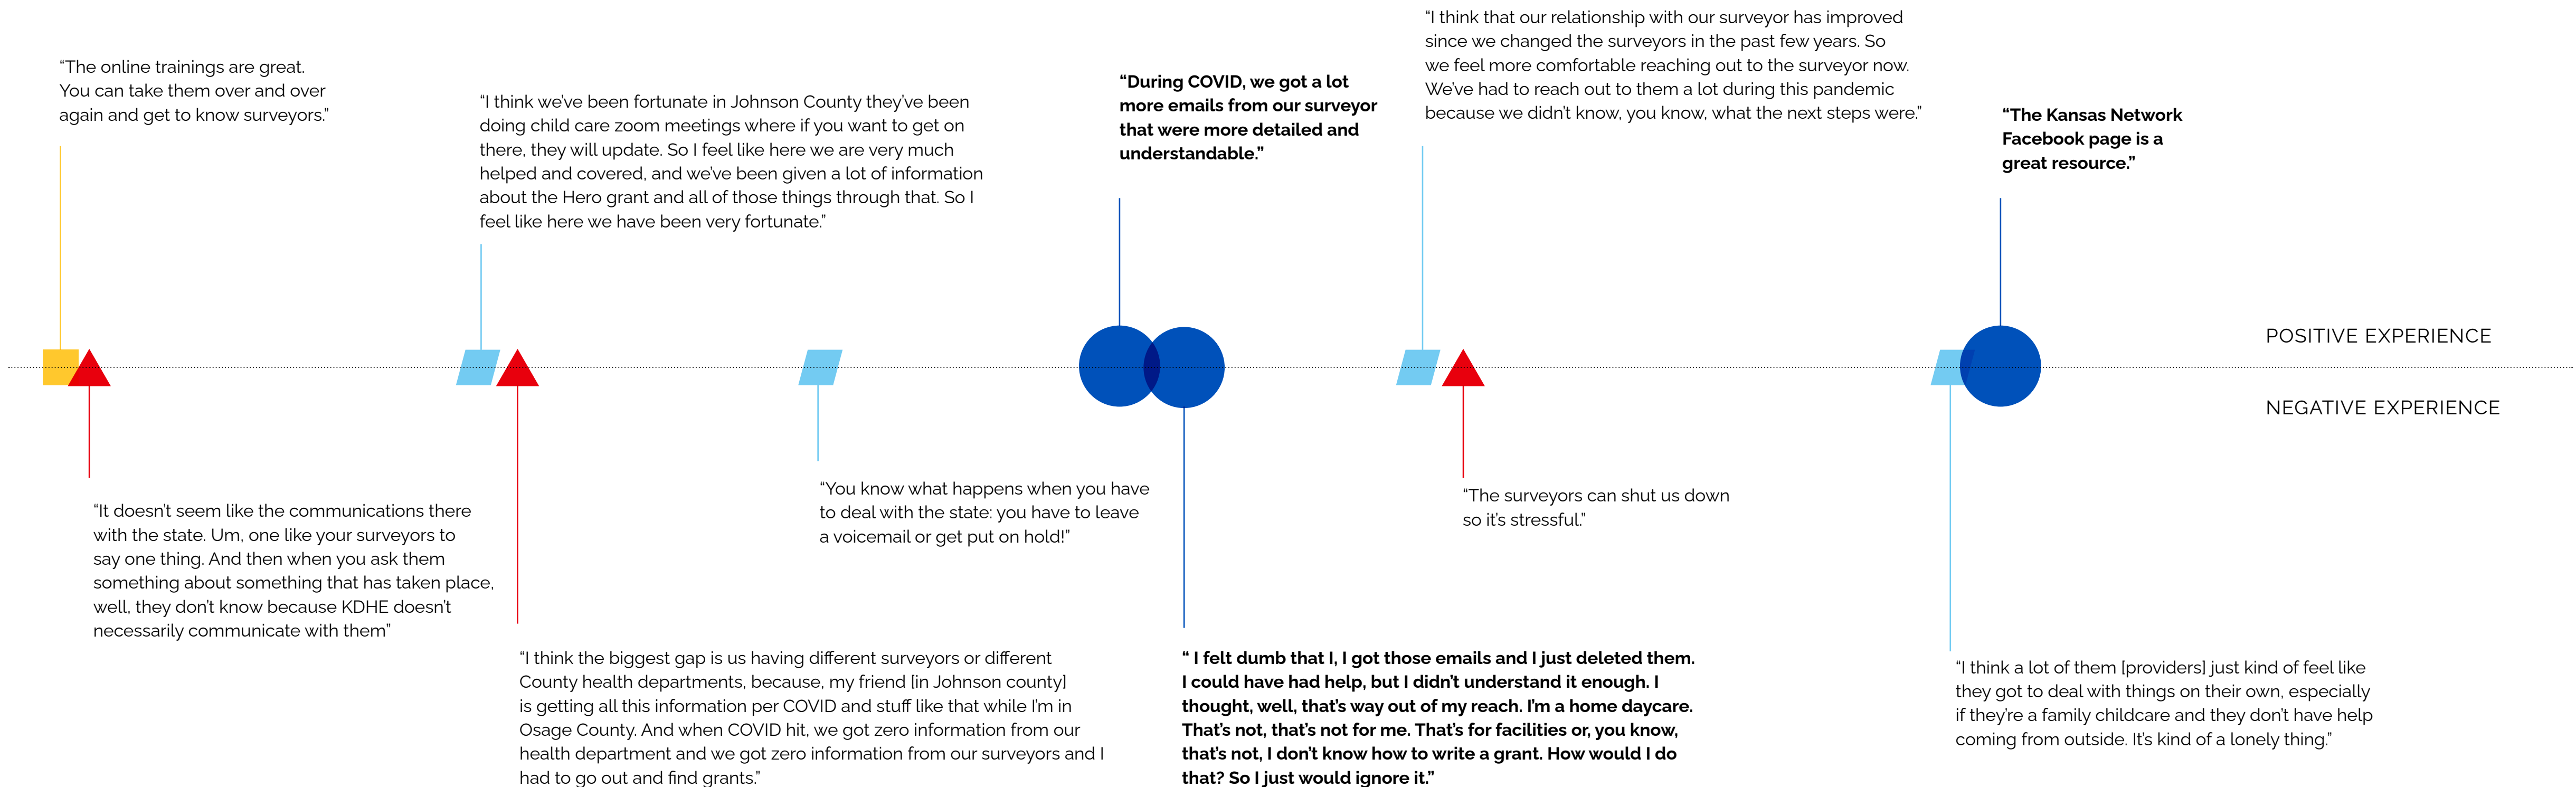 “The online trainings are great.
You can take them over and over
again and get to know surveyors.”
“I think we’ve been fortunate in Johnson County they’ve been
doing child care zoom meetings where if you want to get on
there, they will update. So I feel like here we are very much
helped and covered, and we’ve been given a lot of information
about the Hero grant and all of those things through that. So I
feel like here we have been very fortunate.”
“During COVID, we got a lot
more emails from our surveyor
that were more detailed and
understandable.”
“I think that our relationship with our surveyor has improved
since we changed the surveyors in the past few years. So
we feel more comfortable reaching out to the surveyor now.
We’ve had to reach out to them a lot during this pandemic
because we didn’t know, you know, what the next steps were.”
“The Kansas Network
Facebook page is a
great resource.”
POSITIVE EXPERIENCE
NEGATIVE EXPERIENCE
“It doesn’t seem like the communications there
with the state. Um, one like your surveyors to
say one thing. And then when you ask them
something about something that has taken place,
well, they don’t know because KDHE doesn’t
necessarily communicate with them”
“I think the biggest gap is us having different surveyors or different
County health departments, because, my friend [in Johnson county]
is getting all this information per COVID and stuff like that while I’m in
Osage County. And when COVID hit, we got zero information from our
health department and we got zero information from our surveyors and I
had to go out and find grants.”
“You know what happens when you have
to deal with the state: you have to leave
a voicemail or get put on hold!”
“ I felt dumb that I, I got those emails and I just deleted them.
I could have had help, but I didn’t understand it enough. I
thought, well, that’s way out of my reach. I’m a home daycare.
That’s not, that’s not for me. That’s for facilities or, you know,
that’s not, I don’t know how to write a grant. How would I do
that? So I just would ignore it.”
“The surveyors can shut us down
so it’s stressful.”
“I think a lot of them [providers] just kind of feel like
they got to deal with things on their own, especially
if they’re a family childcare and they don’t have help
coming from outside. It’s kind of a lonely thing.”